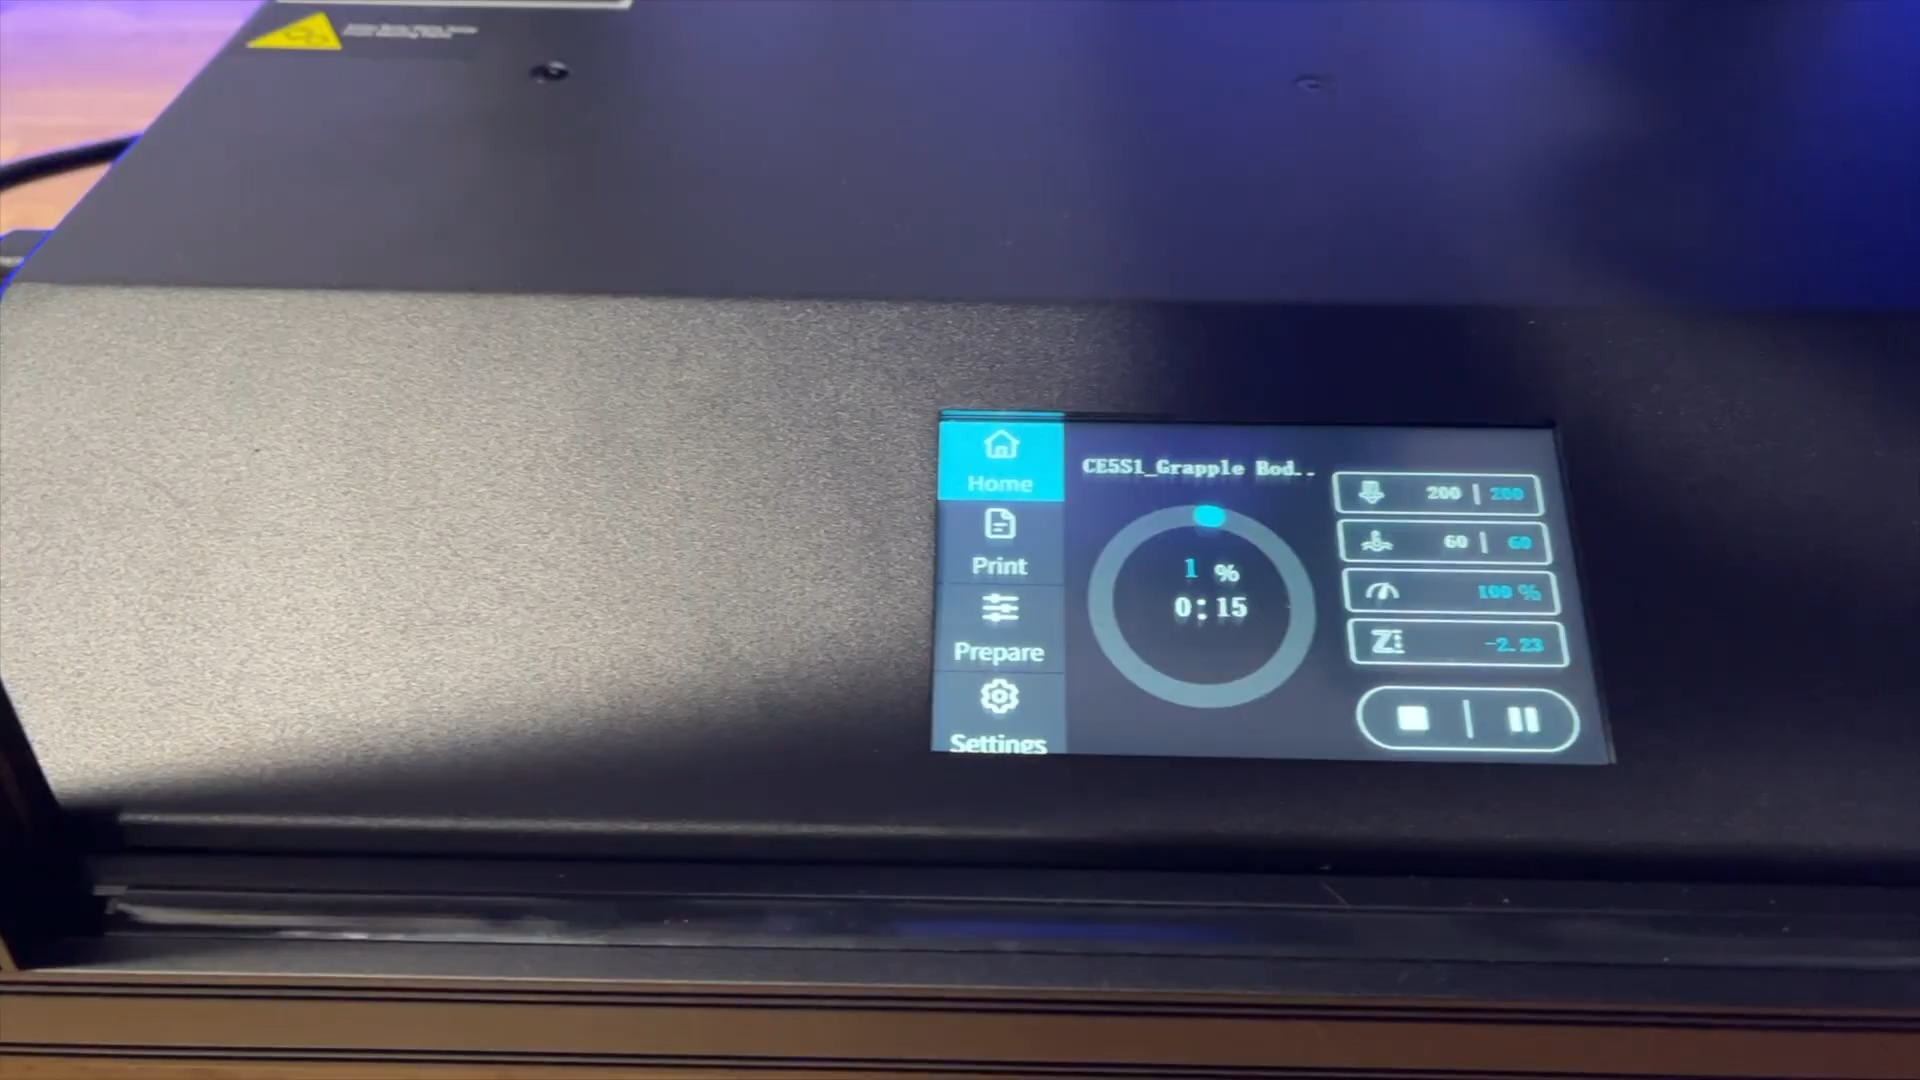 Home
Print
Prepare
Settings
CE5S1_Grapple Bod..
1 %
0:15
200 | 200
60 | 60
100 %
Z
-2.23